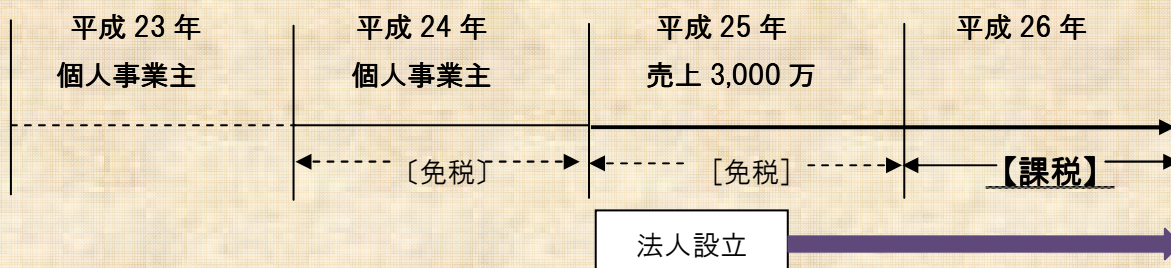 平成 23 年 平成 24 年 平成 25 年 平成 26 年
個人事業主 個人事業主 売上 3,000 万
〔免税〕 [免税] 【課税】
法人設立